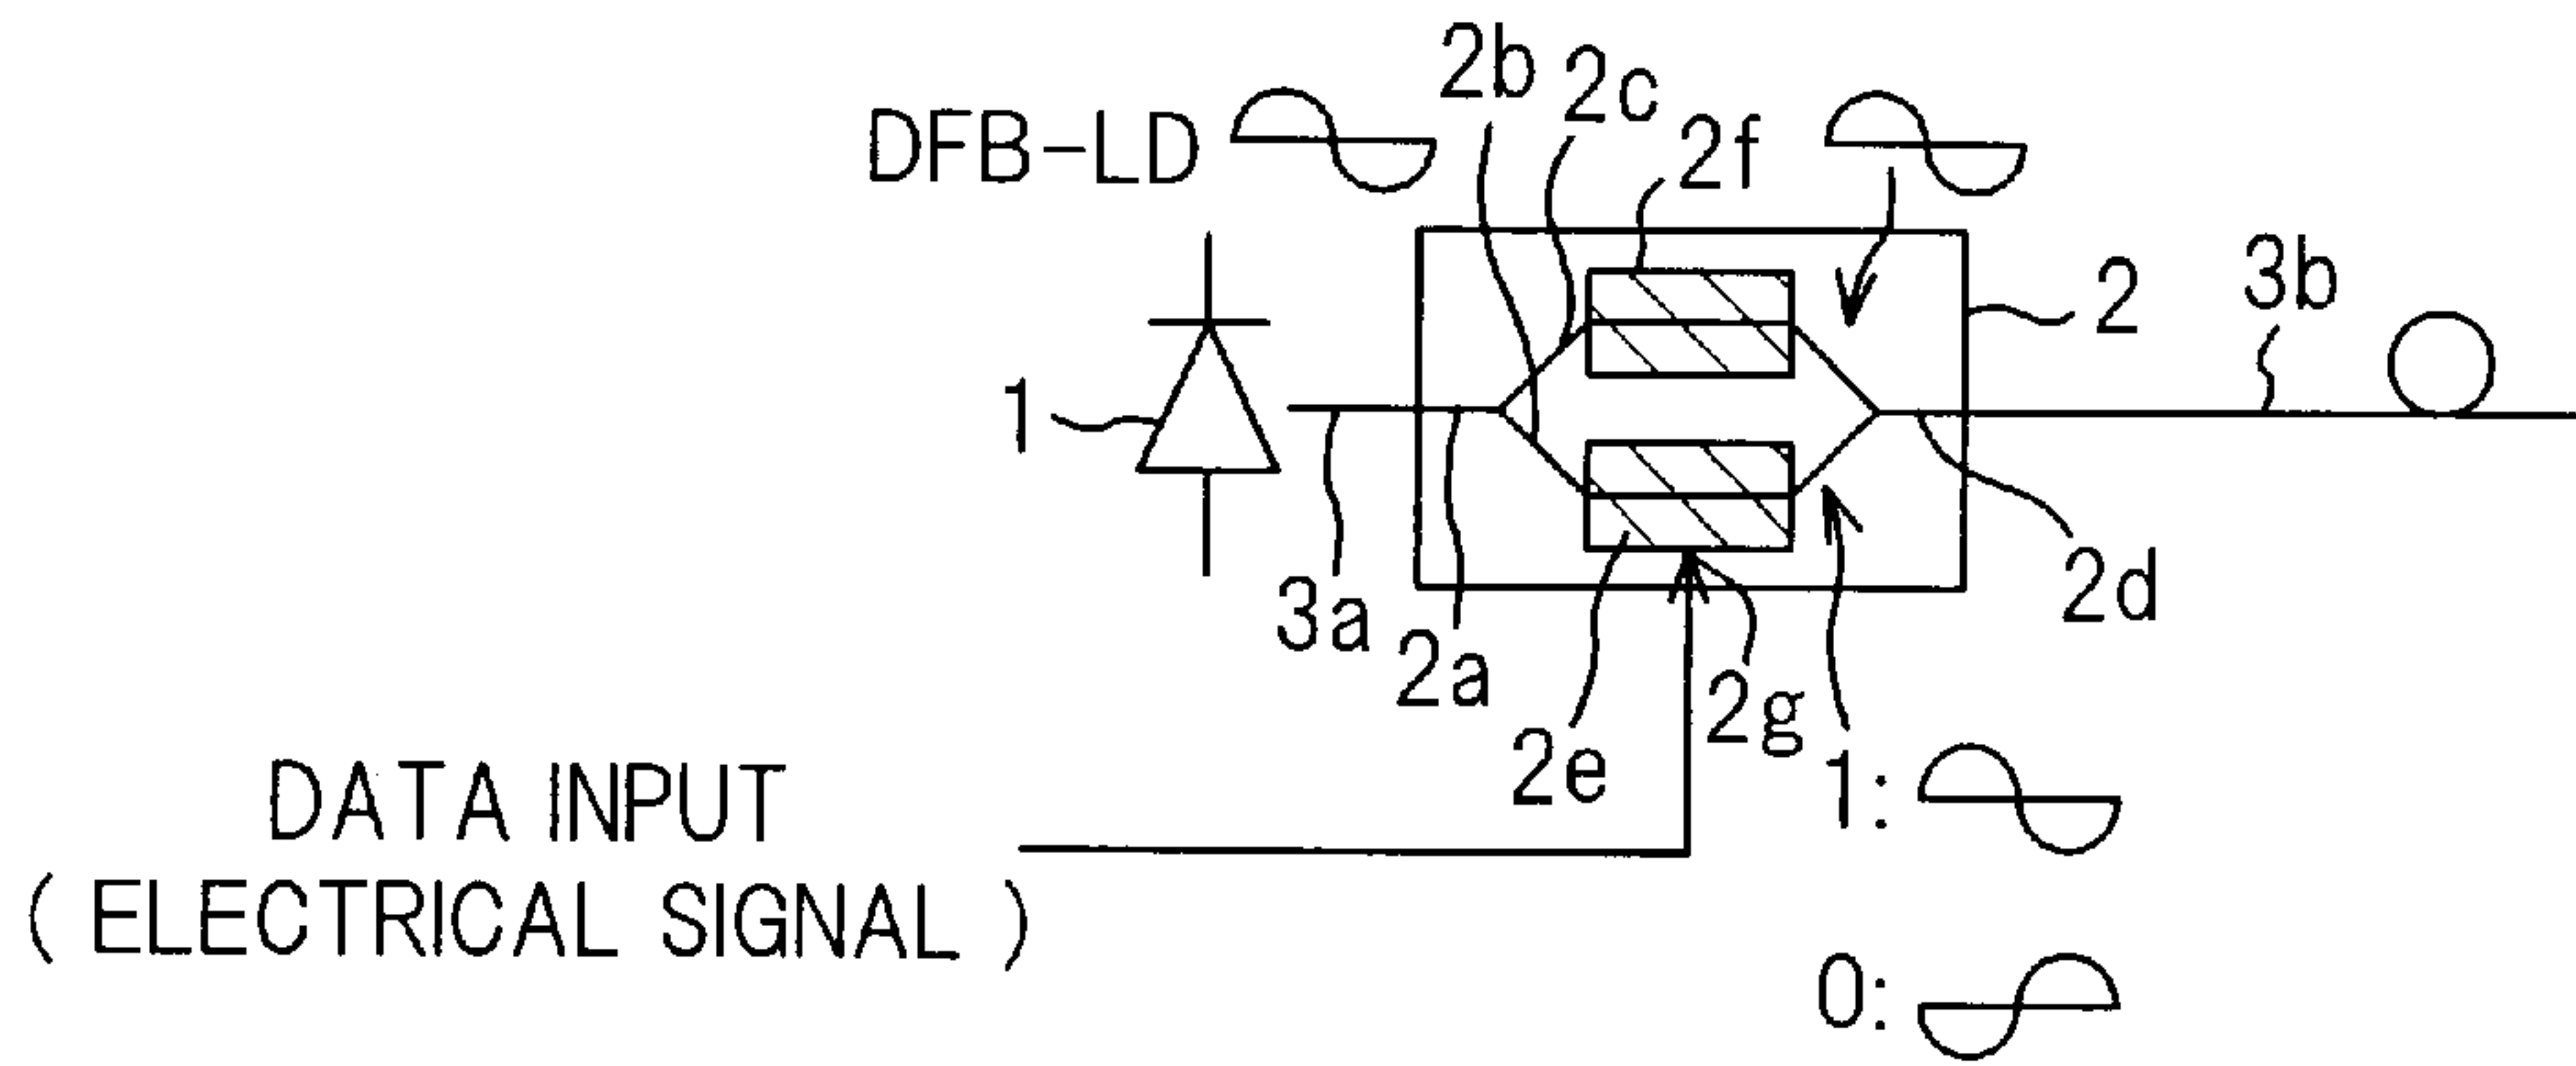 2b
2c
DFB-LD
2f
2
3b
1
3a
2a
2d
2g
2e
1:
DATA INPUT
( ELECTRICAL SIGNAL )
0: